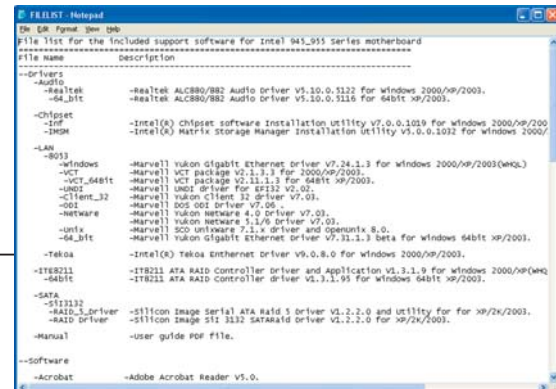 FILELIST - Notepad
File Edit Format View Help
File list for the included support software for Intel 945_955 Series motherboard
================================================================
File Name Description
----------------------------------------------------------------
--Drivers
-Audio
-Realtek -Realtek ALC880/882 Audio Driver V5.10.0.5122 for Windows 2000/XP/2003.
-64_bit -Realtek ALC880/882 Audio Driver V5.10.0.5116 for 64bit XP/2003.
-Chipset
-Inf -Intel(R) Chipset software Installation Utility V7.0.0.1019 for Windows 2000/XP/200
-IMSM -Intel(R) Matrix Storage Manager Installation Utility V5.0.0.1032 for Windows 2000/
-LAN
-8053
-Windows -Marvell Yukon Gigabit Ethernet Driver V7.24.1.3 for Windows 2000/XP/2003(WHQL)
-VCT -Marvell VCT package V2.1.3.3 for 2000/XP/2003.
-VCT_64Bit -Marvell VCT package V2.11.1.3 for 64Bit XP/2003.
-UNDI -Marvell UNDI driver for EFI32 V2.02.
-Client_32 -Marvell Yukon Client 32 driver V7.03.
-ODI -Marvell DOS ODI Driver V7.06 .
-Netware -Marvell Yukon NetWare 4.0 Driver V7.03.
-Marvell Yukon NetWare 5.1/6 Driver V7.03.
-Unix -Marvell SCO Unixware 7.1.x driver and OpenUnix 8.0.
-64_bit -Marvell Yukon Gigabit Ethernet Driver V7.31.1.3 beta for Windows 64bit XP/2003.
-Tekoa -Intel(R) Tekoa Enthernet Driver V9.0.8.0 for Windows 2000/XP/2003.
-ITE8211 -IT8211 ATA RAID Controller Driver and Application V1.3.1.9 for Windows 2000/XP(WHQ
-64bit -IT8211 ATA RAID Controller driver V1.3.1.95 for Windows 64bit XP/2003.
-SATA
-SiI3132
-RAID_5_Driver -Silicon Image Serial ATA Raid 5 Driver V1.2.2.0 and Utility for for XP/2K/2003.
-RAID Driver -Silicon Image SiI 3132 SATARaid Driver V1.2.2.0 for XP/2K/2003.
-Manual -User guide PDF file.
--Software
-Acrobat -Adobe Acrobat Reader V5.0.